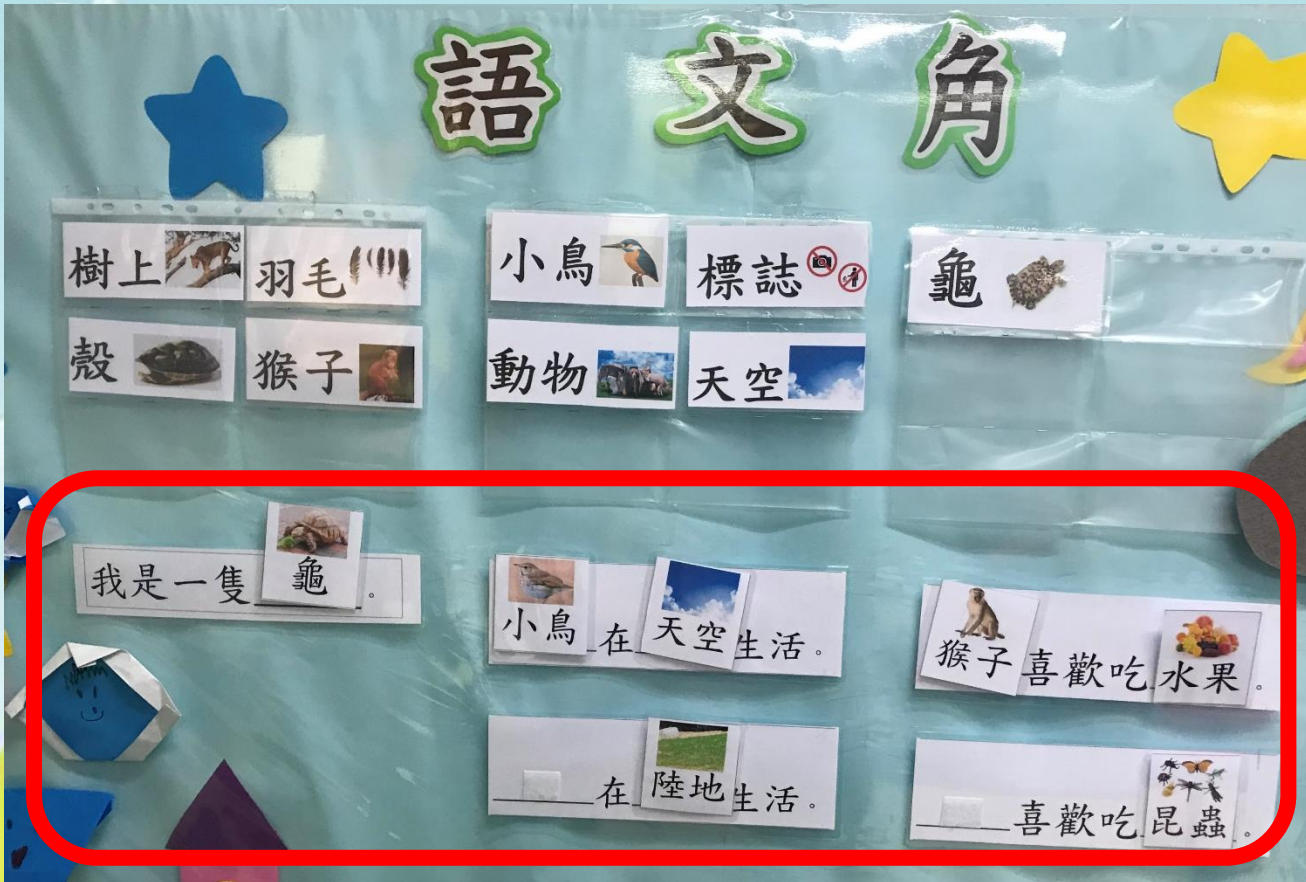 語文角
樹上 羽毛
殼 猴子
小鳥 標誌
動物 天空
龜
我是一隻龜。
小鳥在天空生活。
猴子喜歡吃水果。
在陸地生活。
喜歡吃昆蟲。